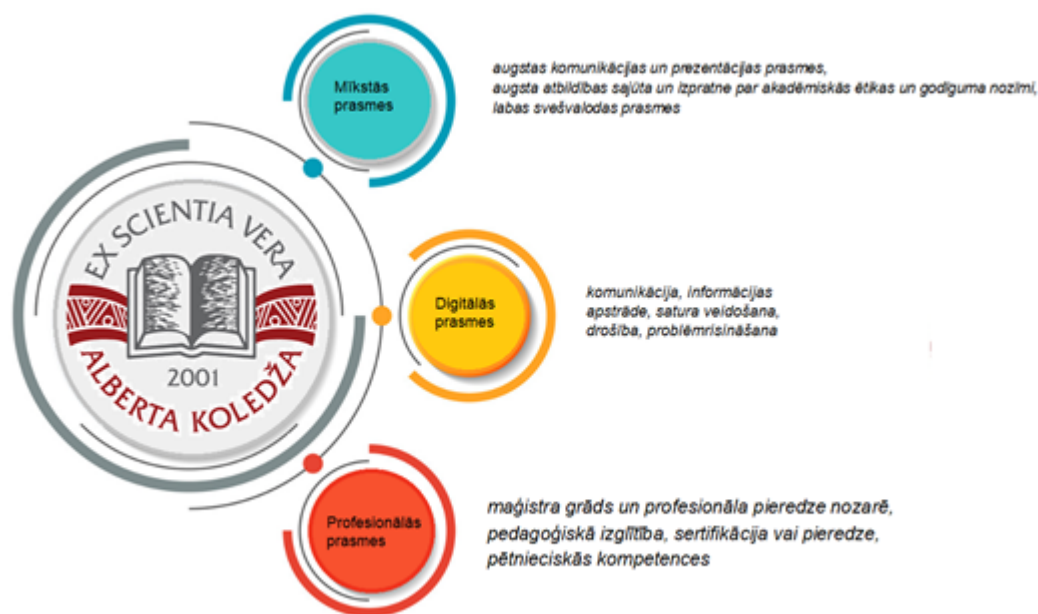 Mīkstās
prasmes
augstas komunikācijas un prezentācijas prasmes,
augsta atbildības sajūta un izpratne par akadēmiskās ētikas un godīguma nozīmi,
labas svešvalodas prasmes
EX SCIENTIA VERA
2001
ALBERTA KOLEDŽA
Digitālās
prasmes
komunikācija, informācijas
apstrāde, satura veidošana,
drošība, problēmrisināšana
Profesionālās
prasmes
maģistra grāds un profesionāla pieredze nozarē,
pedagoģiskā izglītība, sertifikācija vai pieredze,
pētnieciskās kompetences